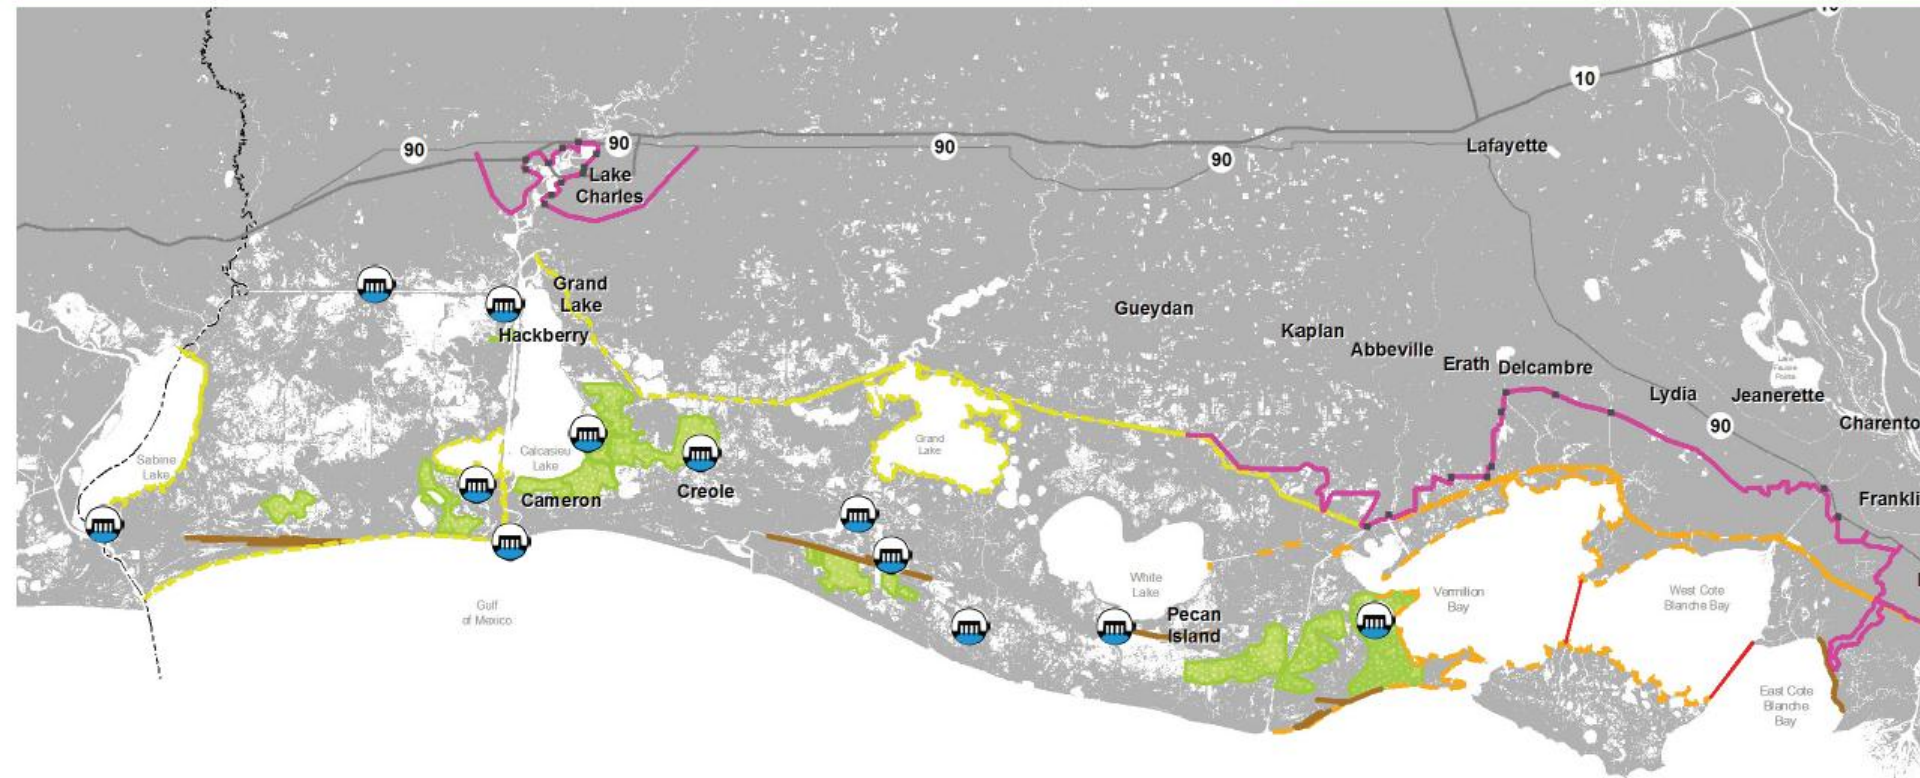 10
90
90
90
90
Lafayette
Lake
Charles
Grand
Lake
Hackberry
Gueydan
Kaplan
Abbeville
Erath
Delcambre
Lydia
Jeanerette
90
Charento
Sabine
Lake
Calcasieu
Lake
Grand
Lake
Cameron
Creole
Frankli
White
Lake
Vermilion
Bay
West Cote
Blanche Bay
Gulf
of Mexico
Pecan
Island
East Cote
Blanche
Bay